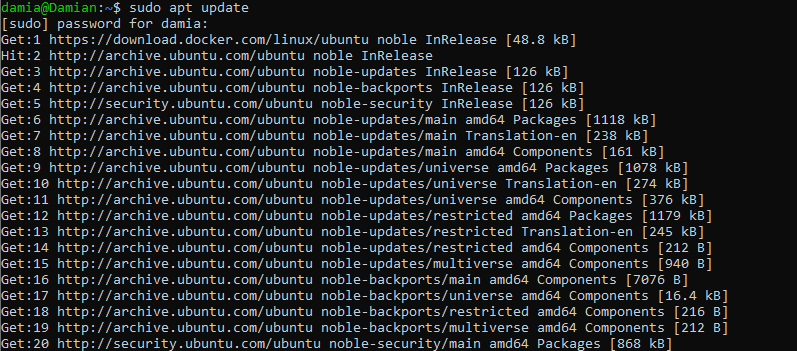 damia@Damian:~$ sudo apt update
[sudo] password for damia:
Get:1 https://download.docker.com/linux/ubuntu noble InRelease [48.8 kB]
Hit:2 http://archive.ubuntu.com/ubuntu noble InRelease
Get:3 http://archive.ubuntu.com/ubuntu noble-updates InRelease [126 kB]
Get:4 http://archive.ubuntu.com/ubuntu noble-backports InRelease [126 kB]
Get:5 http://security.ubuntu.com/ubuntu noble-security InRelease [126 kB]
Get:6 http://archive.ubuntu.com/ubuntu noble-updates/main amd64 Packages [1118 kB]
Get:7 http://archive.ubuntu.com/ubuntu noble-updates/main Translation-en [238 kB]
Get:8 http://archive.ubuntu.com/ubuntu noble-updates/main amd64 Components [161 kB]
Get:9 http://archive.ubuntu.com/ubuntu noble-updates/universe amd64 Packages [1078 kB]
Get:10 http://archive.ubuntu.com/ubuntu noble-updates/universe Translation-en [274 kB]
Get:11 http://archive.ubuntu.com/ubuntu noble-updates/universe amd64 Components [376 kB]
Get:12 http://archive.ubuntu.com/ubuntu noble-updates/restricted amd64 Packages [1179 kB]
Get:13 http://archive.ubuntu.com/ubuntu noble-updates/restricted Translation-en [245 kB]
Get:14 http://archive.ubuntu.com/ubuntu noble-updates/restricted amd64 Components [212 B]
Get:15 http://archive.ubuntu.com/ubuntu noble-updates/multiverse amd64 Components [940 B]
Get:16 http://archive.ubuntu.com/ubuntu noble-backports/main amd64 Components [7076 B]
Get:17 http://archive.ubuntu.com/ubuntu noble-backports/universe amd64 Components [16.4 kB]
Get:18 http://archive.ubuntu.com/ubuntu noble-backports/restricted amd64 Components [216 B]
Get:19 http://archive.ubuntu.com/ubuntu noble-backports/multiverse amd64 Components [212 B]
Get:20 http://security.ubuntu.com/ubuntu noble-security/main amd64 Packages [868 kB]